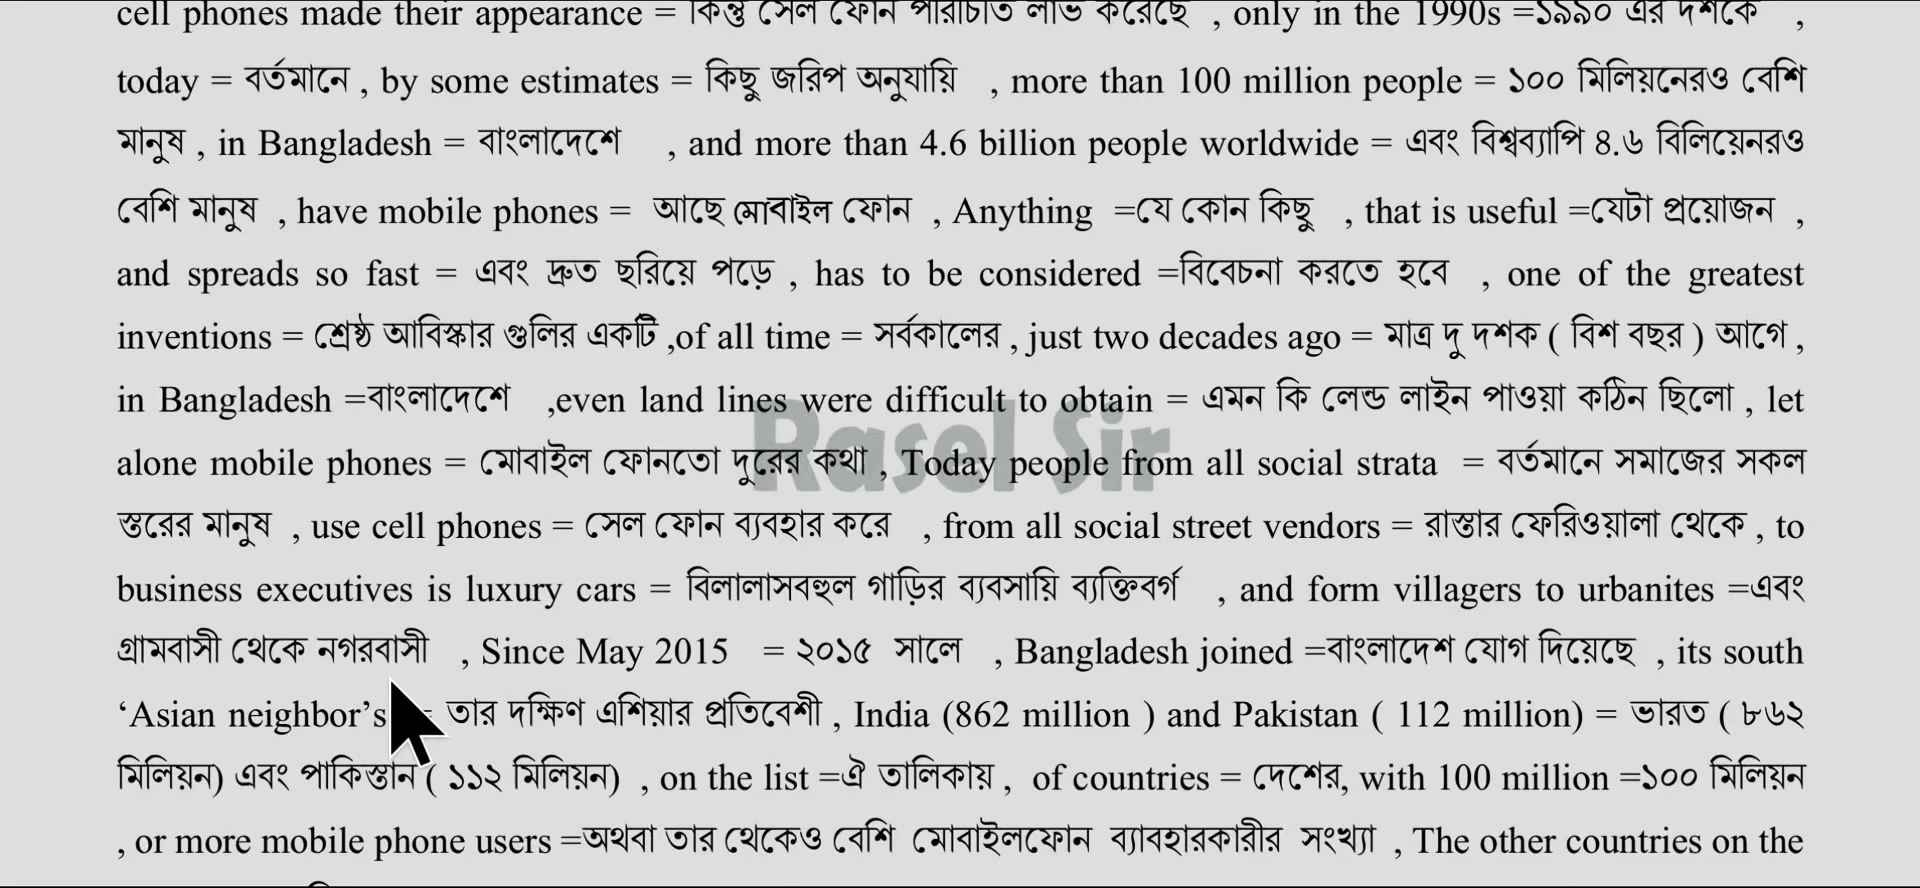 cell phones made their appearance = কিন্তু সেল ফোন পরিচিতি লাভ করেছে , only in the 1990s =১৯৯০ এর দশকে ,
today = বর্তমানে , by some estimates = কিছু জরিপ অনুযায়ি , more than 100 million people = ১০০ মিলিয়নেরও বেশি
মানুষ , in Bangladesh = বাংলাদেশে , and more than 4.6 billion people worldwide = এবং বিশ্বব্যাপি ৪.৬ বিলিয়েনরও
বেশি মানুষ , have mobile phones = আছে মোবাইল ফোন , Anything =যে কোন কিছু , that is useful =যেটা প্রয়োজন ,
and spreads so fast = এবং দ্রুত ছরিয়ে পড়ে , has to be considered =বিবেচনা করতে হবে , one of the greatest
inventions = শ্রেষ্ঠ আবিস্কার গুলির একটি ,of all time = সর্বকালের , just two decades ago = মাত্র দু দশক ( বিশ বছর ) আগে ,
in Bangladesh =বাংলাদেশে ,even land lines were difficult to obtain = এমন কি লেন্ড লাইন পাওয়া কঠিন ছিলো , let
alone mobile phones = মোবাইল ফোনতো দুরের কথা , Today people from all social strata = বর্তমানে সমাজের সকল
Rasel Sir
স্তরের মানুষ , use cell phones = সেল ফোন ব্যবহার করে , from all social street vendors = রাস্তার ফেরিওয়ালা থেকে , to
business executives is luxury cars = বিলালাসবহুল গাড়ির ব্যবসায়ি ব্যক্তিবর্গ , and form villagers to urbanites =এবং
গ্রামবাসী থেকে নগরবাসী , Since May 2015 = ২০১৫ সালে , Bangladesh joined =বাংলাদেশ যোগ দিয়েছে , its south
‘Asian neighbor’s = তার দক্ষিণ এশিয়ার প্রতিবেশী , India (862 million ) and Pakistan ( 112 million) = ভারত ( ৮৬২
মিলিয়ন) এবং পাকিস্তান ( ১১২ মিলিয়ন) , on the list =ঐ তালিকায় , of countries = দেশের, with 100 million =১০০ মিলিয়ন
, or more mobile phone users =অথবা তার থেকেও বেশি মোবাইলফোন ব্যাবহারকারীর সংখ্যা , The other countries on the